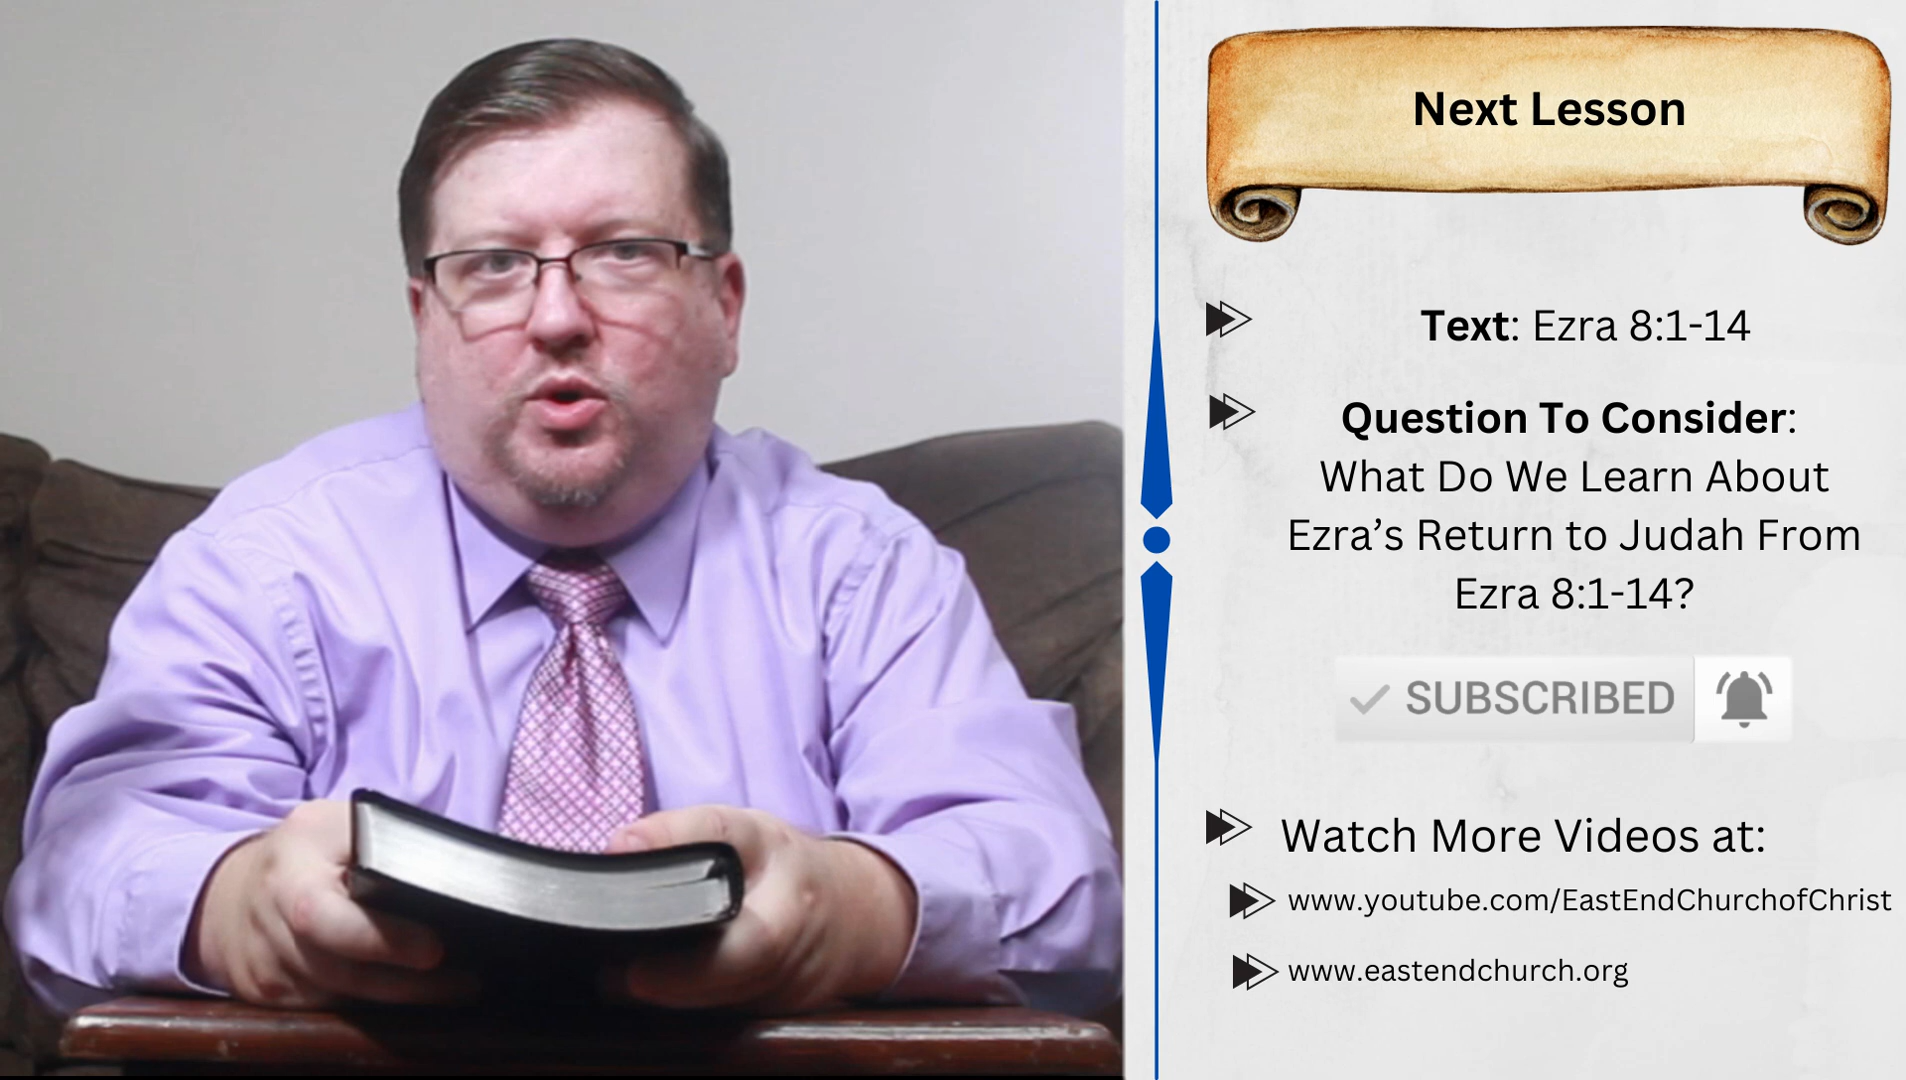 Next Lesson
Text: Ezra 8:1-14
Question To Consider:
What Do We Learn About
Ezra’s Return to Judah From
Ezra 8:1-14?
SUBSCRIBED
Watch More Videos at:
www.youtube.com/EastEndChurchofChrist
www.eastendchurch.org